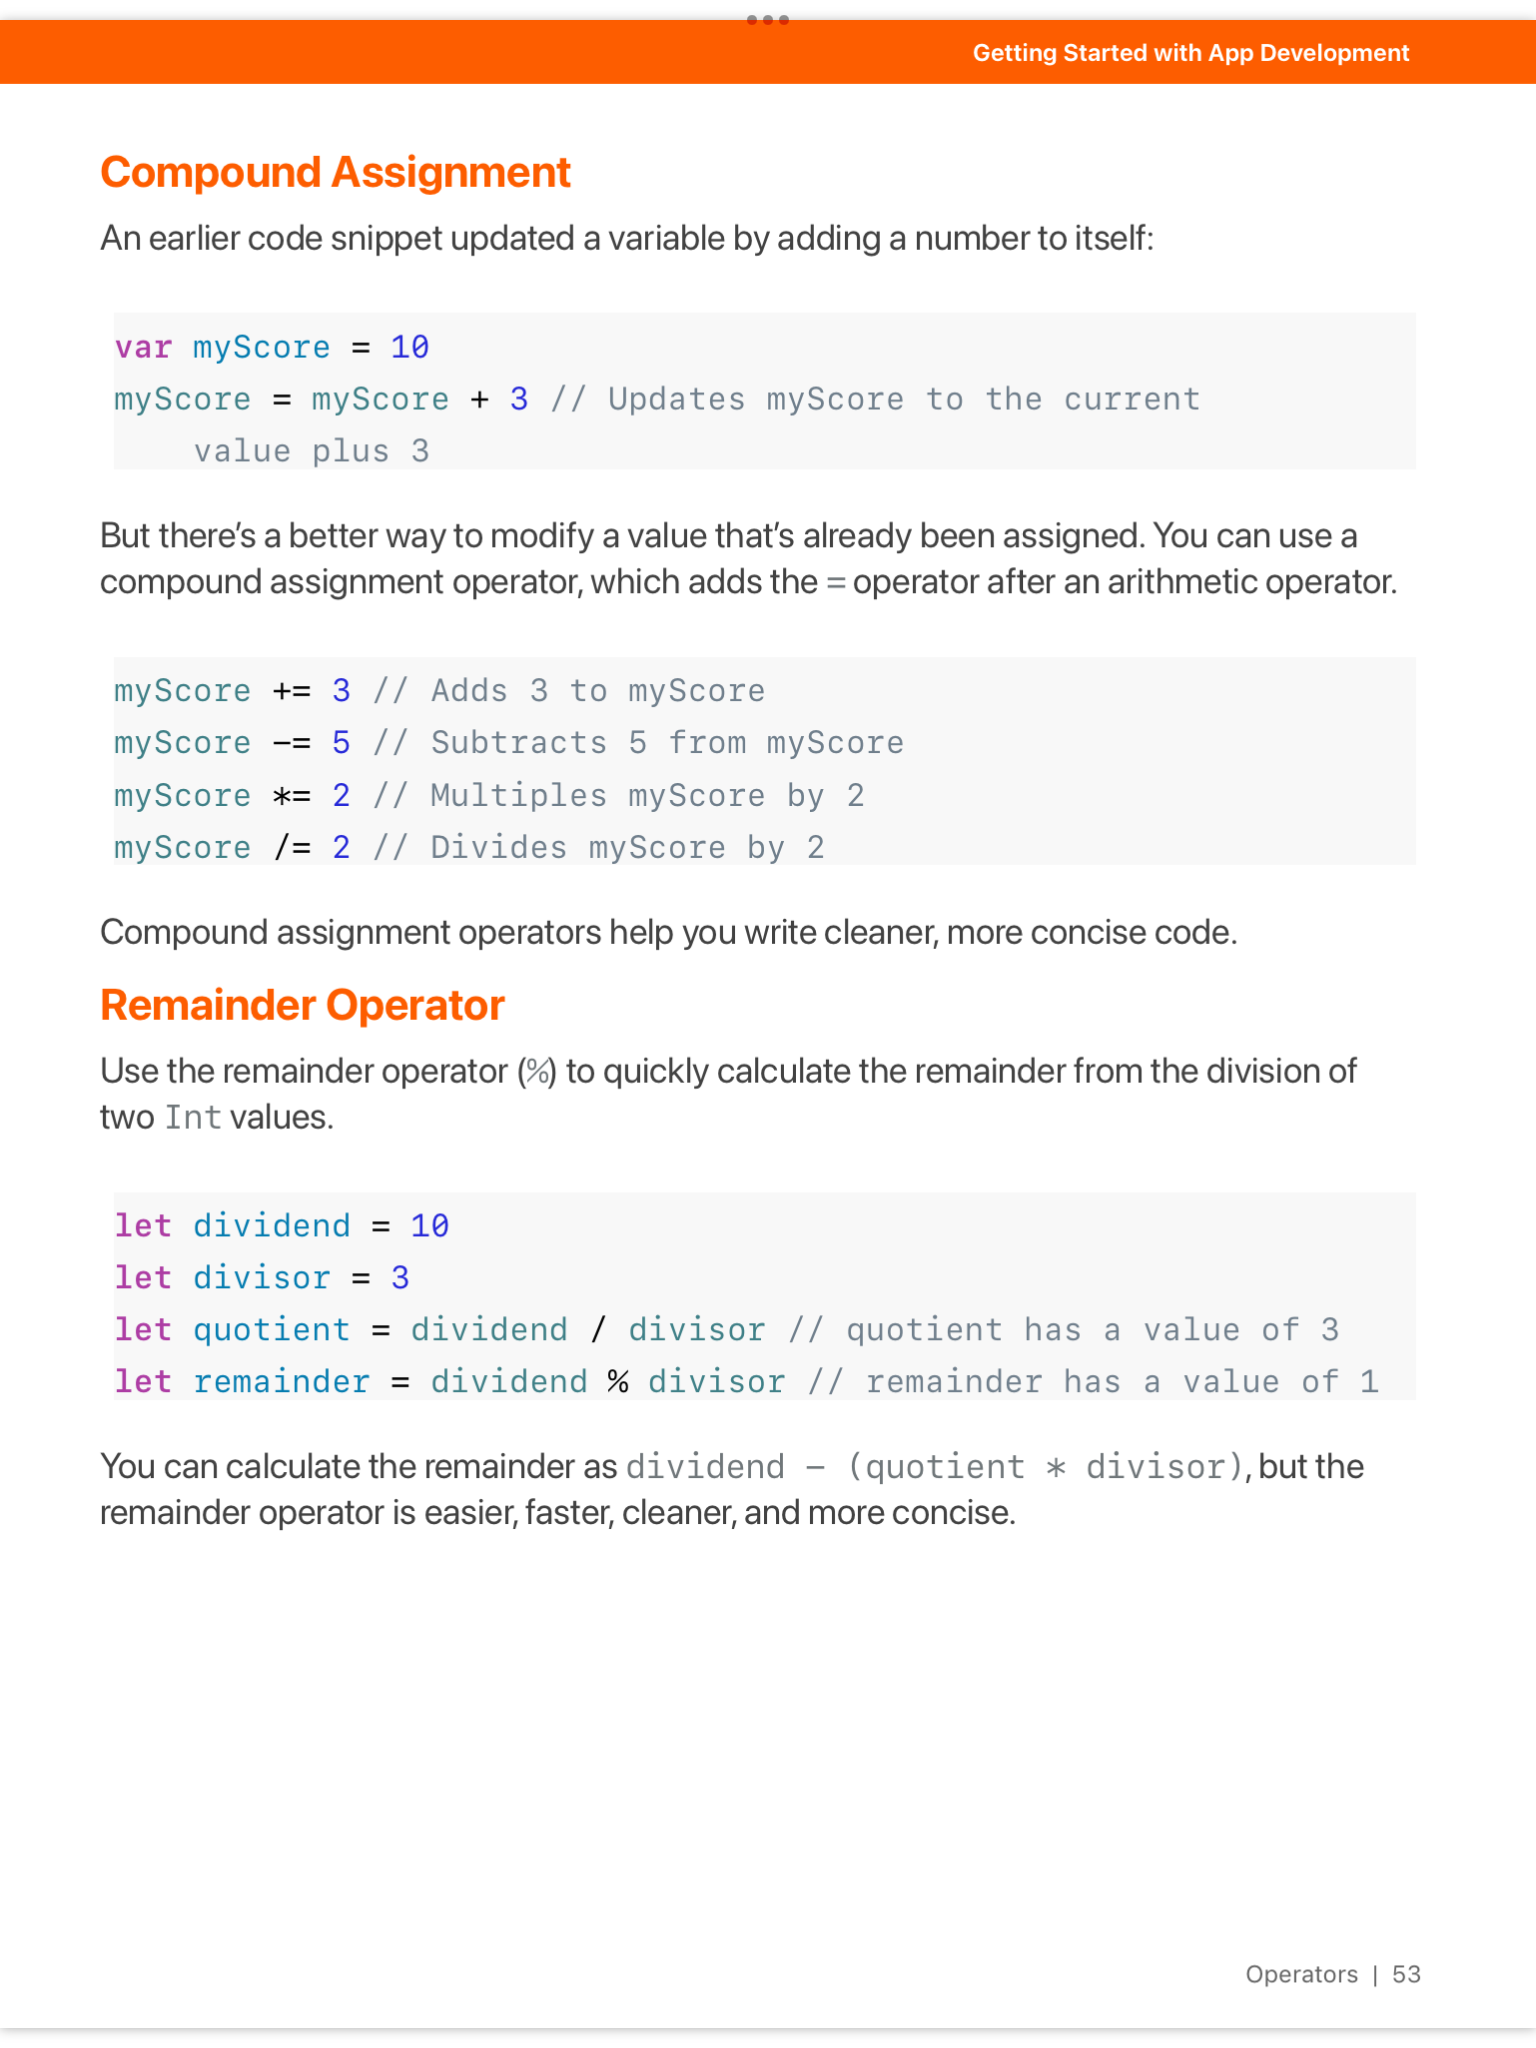 Getting Started with App Development
Compound Assignment
An earlier code snippet updated a variable by adding a number to itself:
var myScore = 10
myScore = myScore + 3 // Updates myScore to the current
value plus 3
But there’s a better way to modify a value that’s already been assigned. You can use a
compound assignment operator, which adds the = operator after an arithmetic operator.
myScore += 3 // Adds 3 to myScore
myScore -= 5 // Subtracts 5 from myScore
myScore *= 2 // Multiples myScore by 2
myScore /= 2 // Divides myScore by 2
Compound assignment operators help you write cleaner, more concise code.
Remainder Operator
Use the remainder operator (%) to quickly calculate the remainder from the division of
two Int values.
let dividend = 10
let divisor = 3
let quotient = dividend / divisor // quotient has a value of 3
let remainder = dividend % divisor // remainder has a value of 1
You can calculate the remainder as dividend - (quotient * divisor), but the
remainder operator is easier, faster, cleaner, and more concise.
Operators | 53